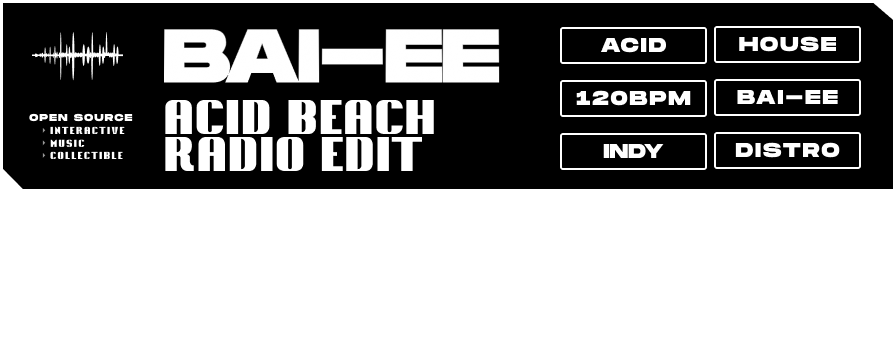 OPEN SOURCE
INTERACTIVE
MUSIC
COLLECTIBLE
BAI-EE
ACID BEACH
RADIO EDIT
ACID
HOUSE
120BPM
BAI-EE
INDY
DISTRO